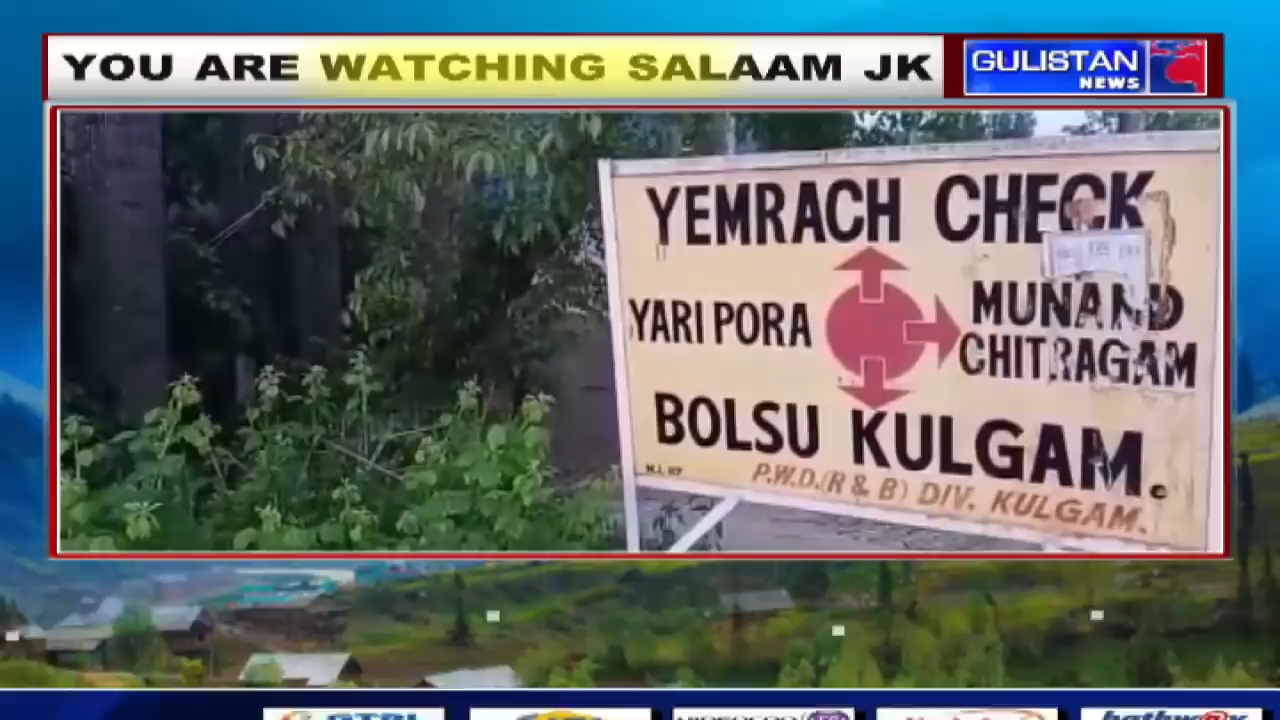 YOU ARE WATCHING SALAAM JK
GULISTAN
NEWS
YEMRACH CHECK
YARI PORA
MUNAND
CHITRAGAM
BOLSU KULGAM.
P.W.D.(R & B) DIV. KULGAM.